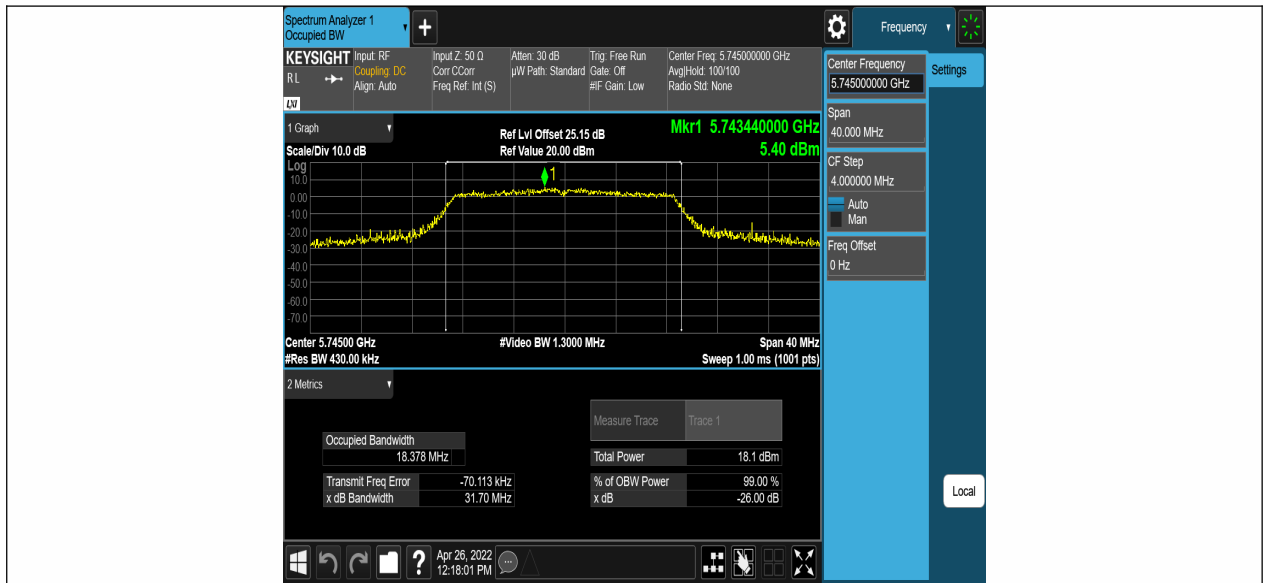 Spectrum Analyzer 1
Occupied BW
+
Frequency
KEYSIGHT
RL
LXI
Input: RF
Coupling: DC
Align: Auto
Input Z: 50 Ω
Corr CCorr
Freq Ref: Int (S)
Atten: 30 dB
µW Path: Standard
Trig: Free Run
Gate: Off
#IF Gain: Low
Center Freq: 5.745000000 GHz
Avg|Hold: 100/100
Radio Std: None
Center Frequency
5.745000000 GHz
Settings
Span
40.000 MHz
CF Step
4.000000 MHz
Auto
Man
Freq Offset
0 Hz
Local
1 Graph
Scale/Div 10.0 dB
Ref Lvl Offset 25.15 dB
Ref Value 20.00 dBm
Mkr1 5.743440000 GHz
5.40 dBm
Log
1
10.0
0.00
-10.0
-20.0
-30.0
-40.0
-50.0
-60.0
-70.0
Center 5.74500 GHz
#Video BW 1.3000 MHz
Span 40 MHz
#Res BW 430.00 kHz
Sweep 1.00 ms (1001 pts)
2 Metrics
Measure Trace Trace 1
Occupied Bandwidth
18.378 MHz
Total Power 18.1 dBm
Transmit Freq Error -70.113 kHz
% of OBW Power 99.00 %
x dB Bandwidth 31.70 MHz
x dB -26.00 dB
?
Apr 26, 2022
12:18:01 PM